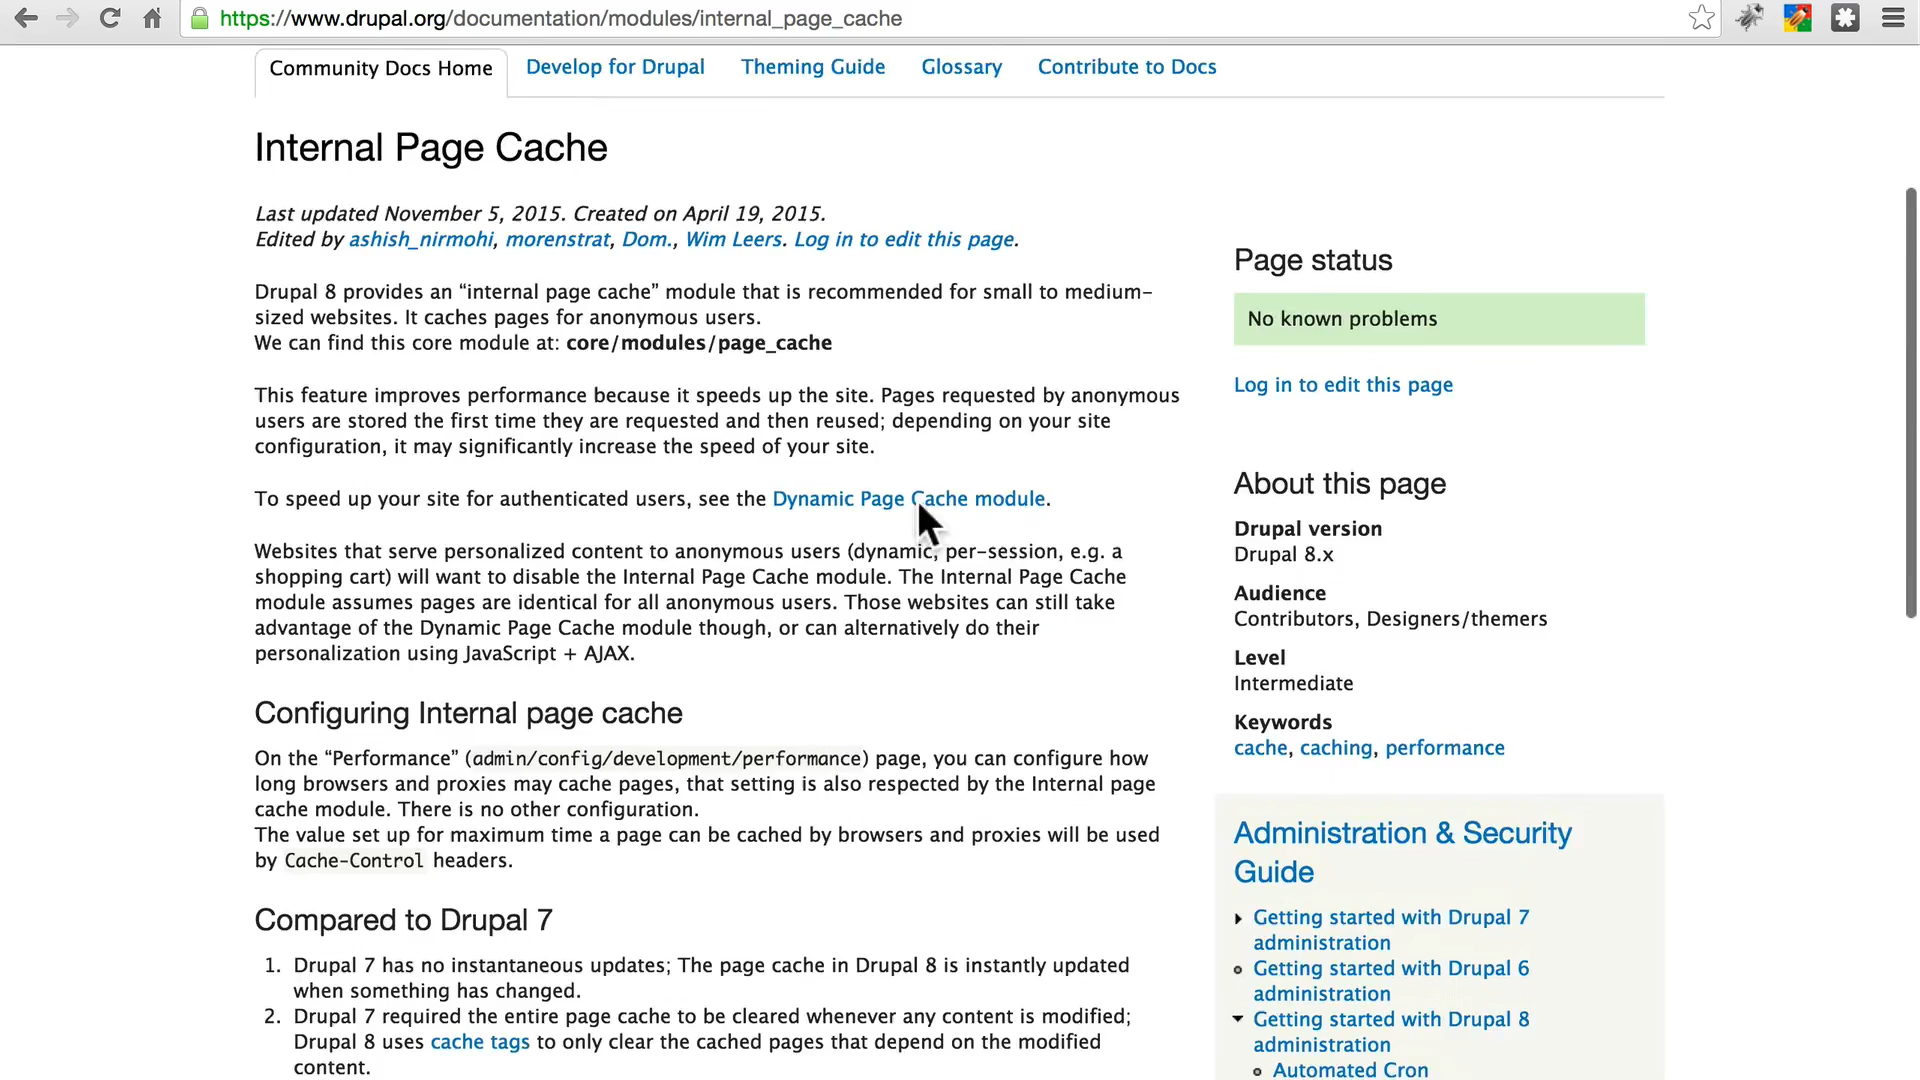 https://www.drupal.org/documentation/modules/internal_page_cache
Community Docs Home
Develop for Drupal
Theming Guide
Glossary
Contribute to Docs
Internal Page Cache
Last updated November 5, 2015. Created on April 19, 2015.
Edited by ashish_nirmohi, morenstrat, Dom., Wim Leers. Log in to edit this page.
Drupal 8 provides an “internal page cache” module that is recommended for small to medium-
sized websites. It caches pages for anonymous users.
We can find this core module at: core/modules/page_cache
This feature improves performance because it speeds up the site. Pages requested by anonymous
users are stored the first time they are requested and then reused; depending on your site
configuration, it may significantly increase the speed of your site.
To speed up your site for authenticated users, see the Dynamic Page Cache module.
Websites that serve personalized content to anonymous users (dynamic, per-session, e.g. a
shopping cart) will want to disable the Internal Page Cache module. The Internal Page Cache
module assumes pages are identical for all anonymous users. Those websites can still take
advantage of the Dynamic Page Cache module though, or can alternatively do their
personalization using JavaScript + AJAX.
Configuring Internal page cache
On the “Performance” (admin/config/development/performance) page, you can configure how
long browsers and proxies may cache pages, that setting is also respected by the Internal page
cache module. There is no other configuration.
The value set up for maximum time a page can be cached by browsers and proxies will be used
by Cache-Control headers.
Compared to Drupal 7
1. Drupal 7 has no instantaneous updates; The page cache in Drupal 8 is instantly updated
when something has changed.
2. Drupal 7 required the entire page cache to be cleared whenever any content is modified;
Drupal 8 uses cache tags to only clear the cached pages that depend on the modified
content.
Page status
No known problems
Log in to edit this page
About this page
Drupal version
Drupal 8.x
Audience
Contributors, Designers/themers
Level
Intermediate
Keywords
cache, caching, performance
Administration & Security
Guide
Getting started with Drupal 7
administration
Getting started with Drupal 6
administration
Getting started with Drupal 8
administration
Automated Cron